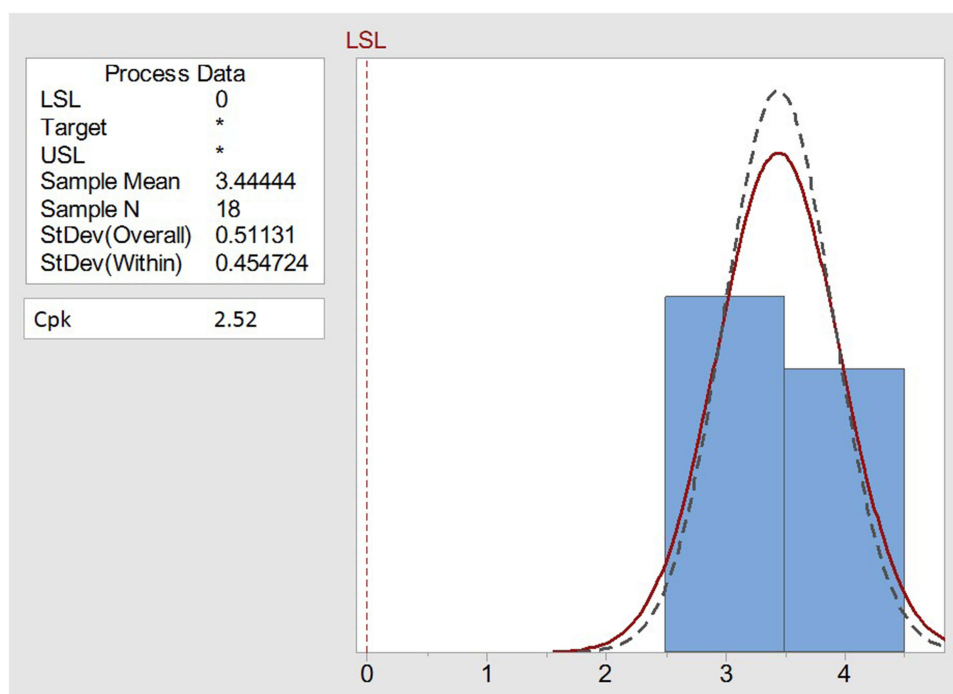 LSL
Process Data
LSL 0
Target *
USL *
Sample Mean 3.44444
Sample N 18
StDev(Overall) 0.51131
StDev(Within) 0.454724
Cpk 2.52
0 1 2 3 4